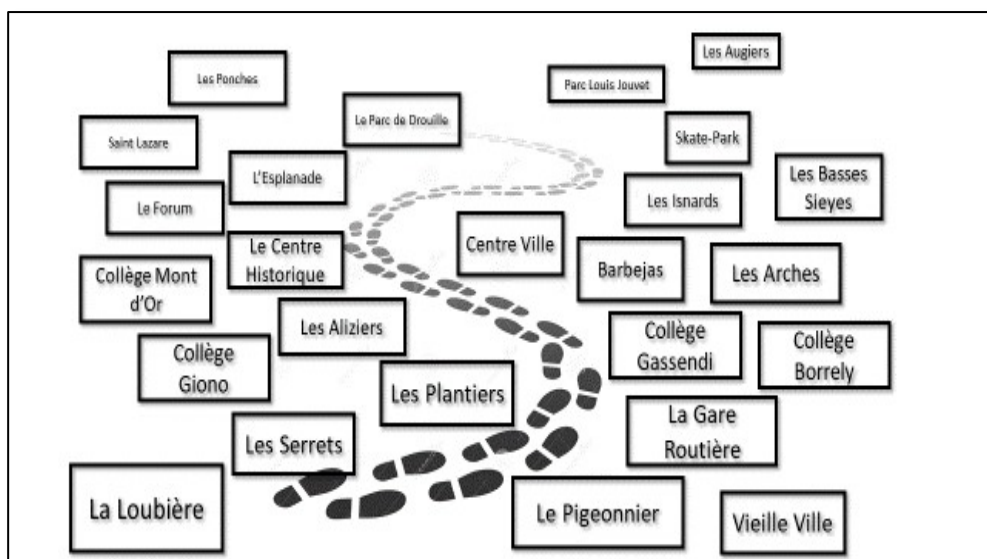 Les Augiers
Les Ponches
Parc Louis Jouvet
Le Parc de Drouille
Saint Lazare
Skate-Park
L'Esplanade
Les Basses
Sieyes
Le Forum
Les Isnards
Centre Ville
Le Centre
Historique
Barbejas
Les Arches
Collège Mont
d'Or
Les Aliziers
Collège
Gassendi
Collège
Borrely
Collège
Giono
Les Plantiers
La Gare
Routière
Les Serrets
La Loubière
Le Pigeonnier
Vieille Ville